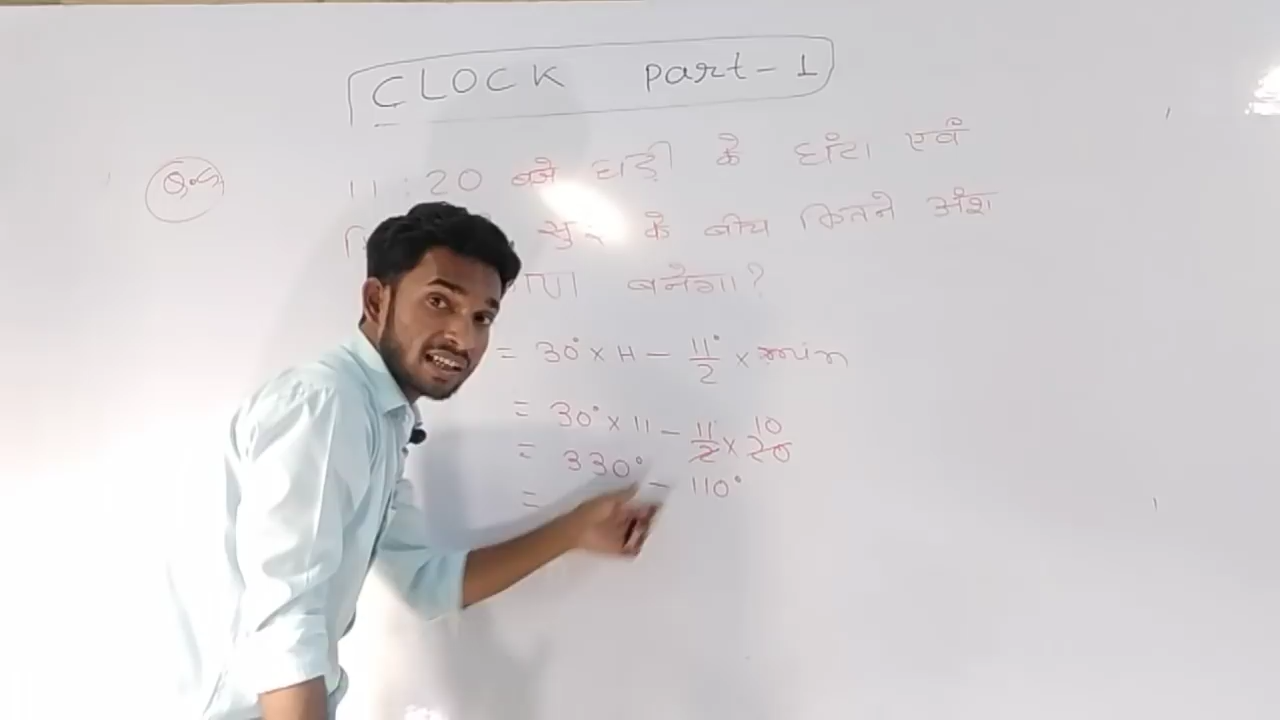 CLOCK Part-1
11:20 बजे घड़ी के घंटा एवं
के बीच कितने अंश
बनेगा?
= 30° × H - 11°/2 × min
= 30° × 11 - 11/2 × 20 10
= 330° - 110°
=